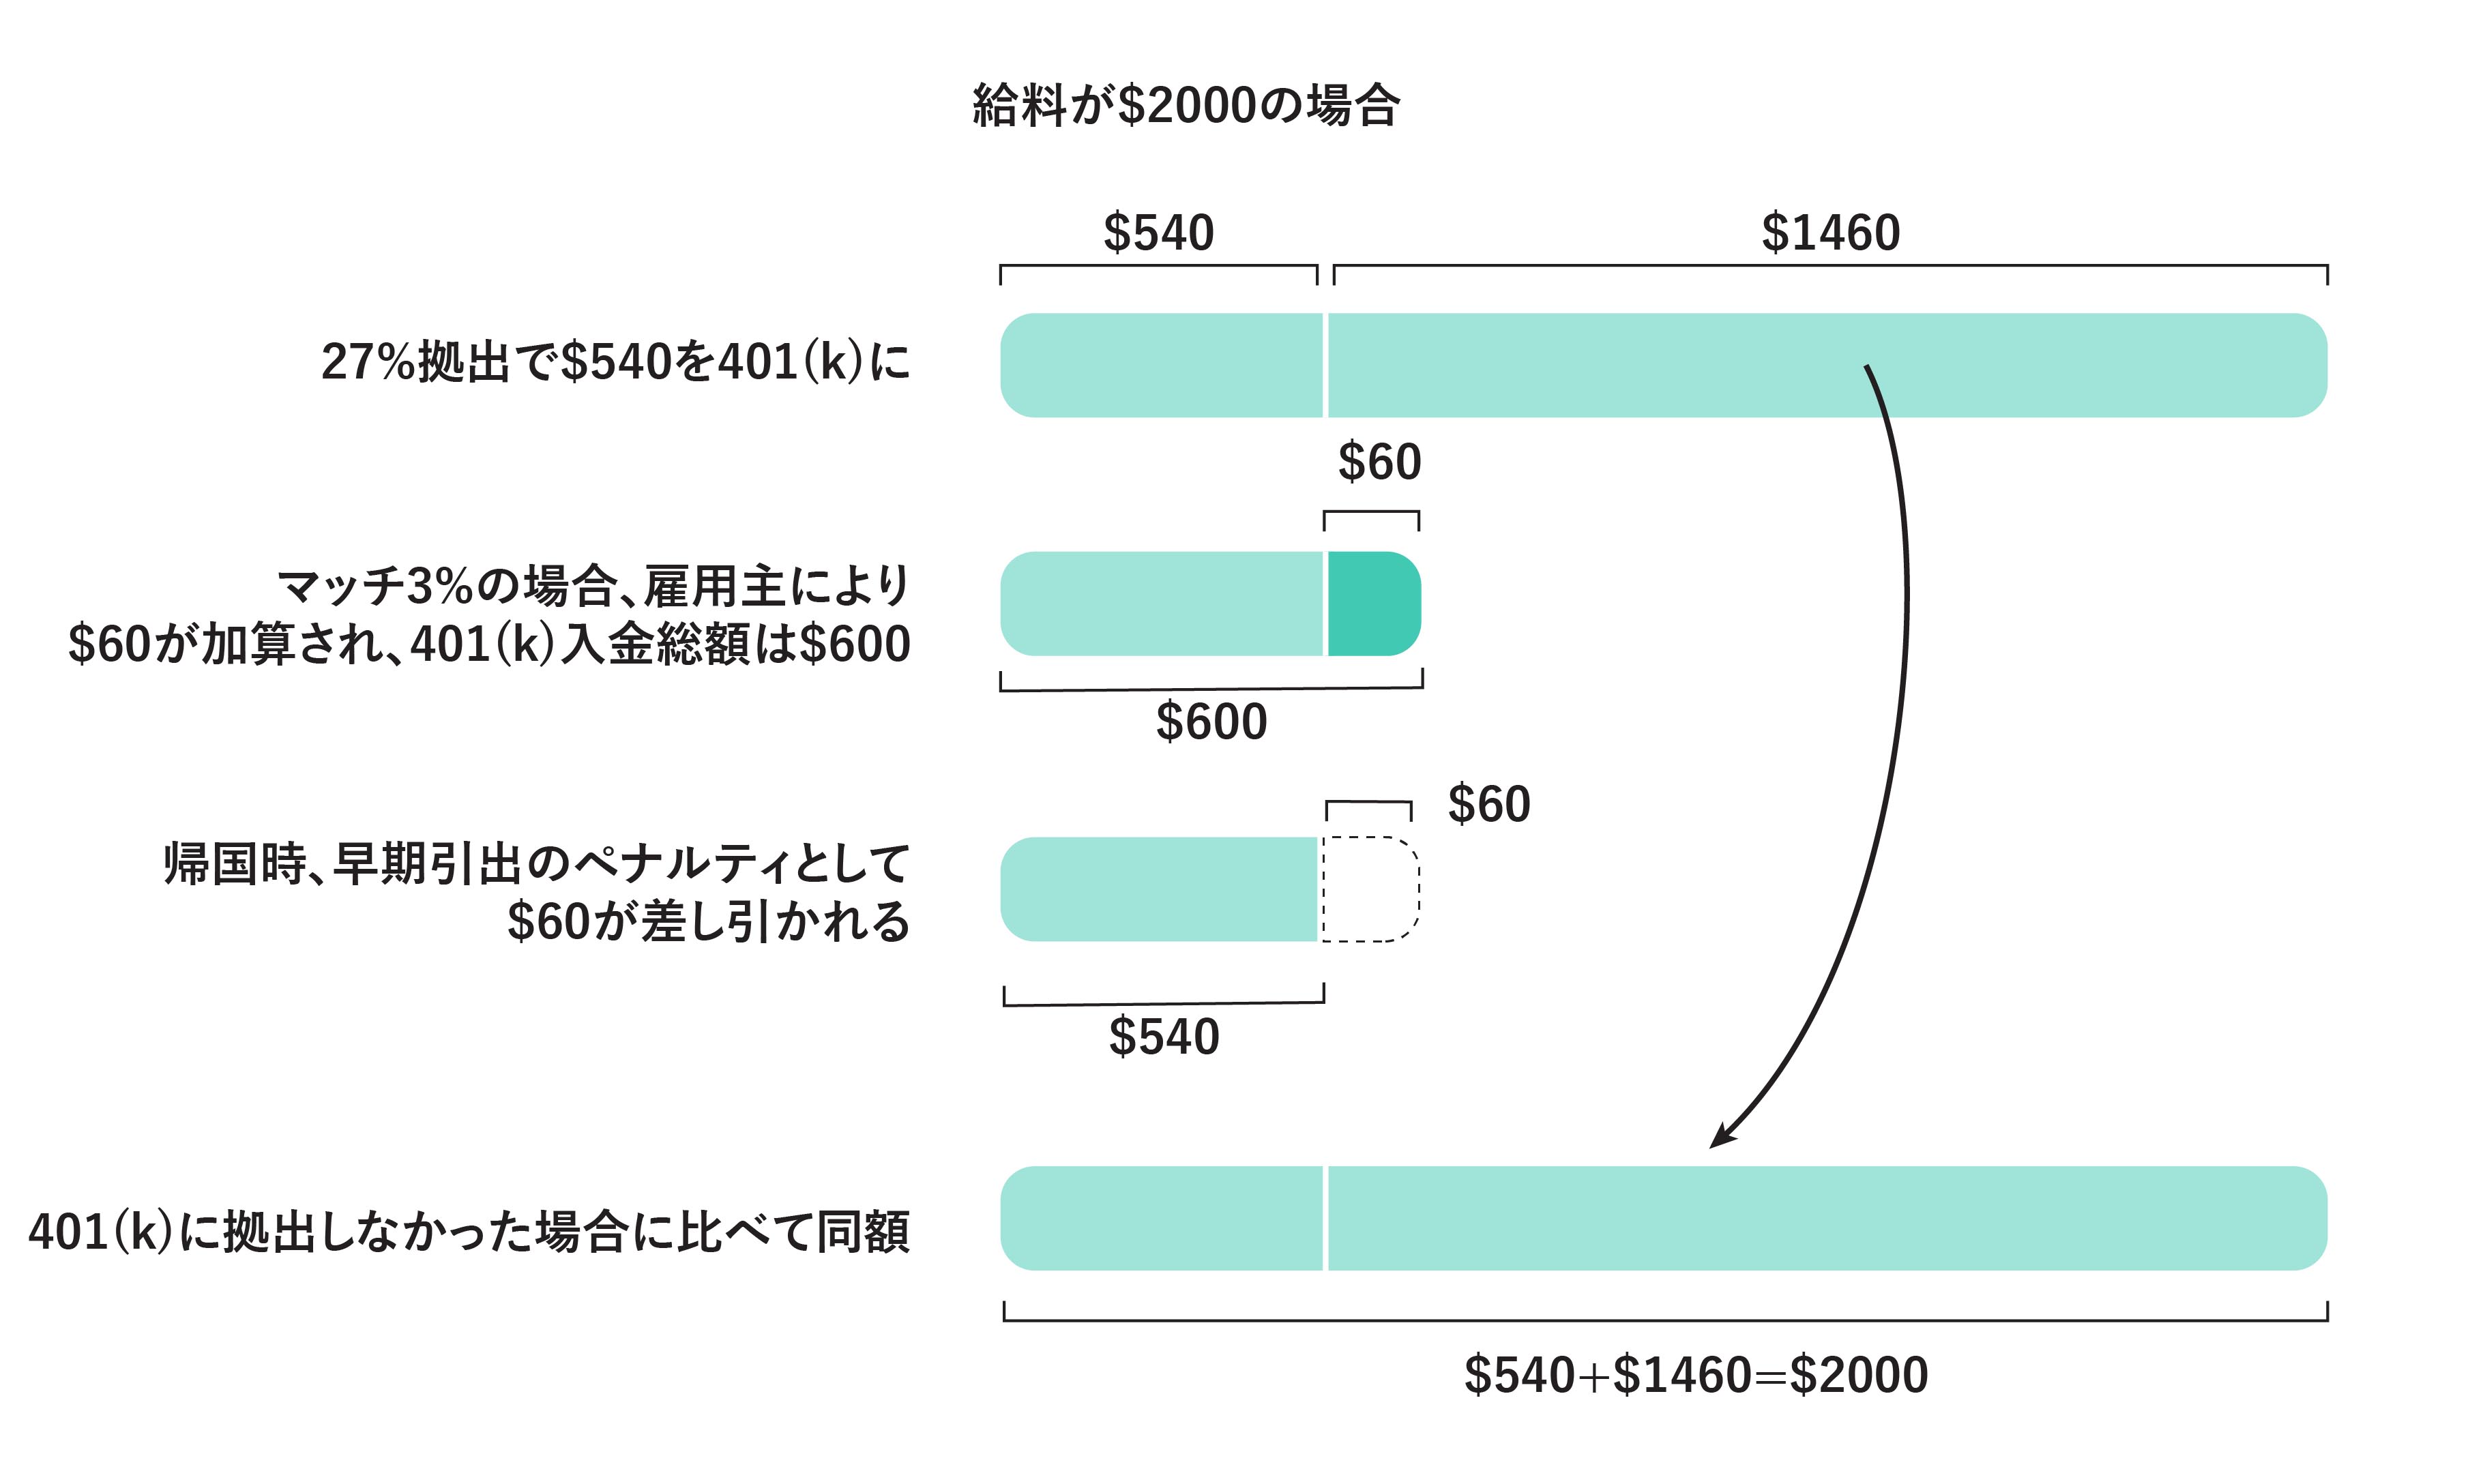 給料が$2000の場合
$540
$1460
27%拠出で$540を401(k)に
$60
マッチ3%の場合、雇用主により
$60が加算され、401(k)入金総額は$600
$600
$60
帰国時、早期引出のペナルティとして
$60が差し引かれる
$540
401(k)に拠出しなかった場合に比べて同額
$540+$1460=$2000